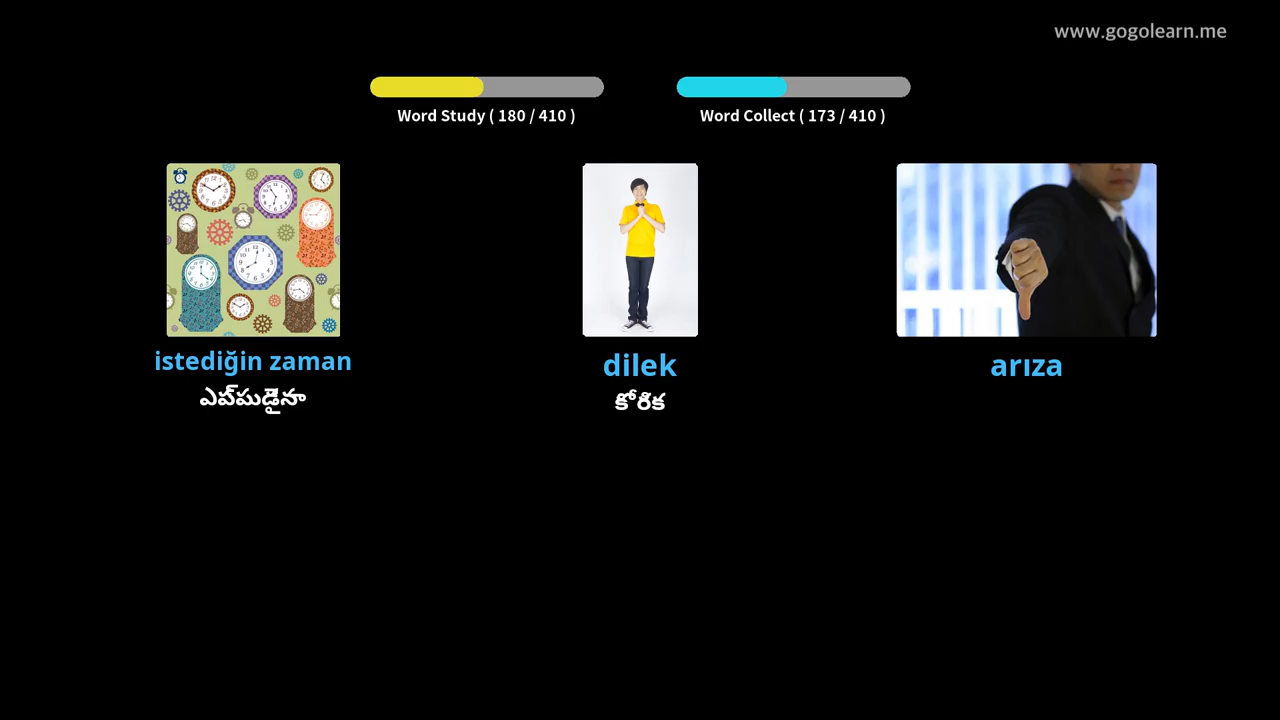 www.gogolearn.me
Word Study ( 180 / 410 )
Word Collect ( 173 / 410 )
istediğin zaman
ఎప్పుడైనా
dilek
కోరిక
arıza